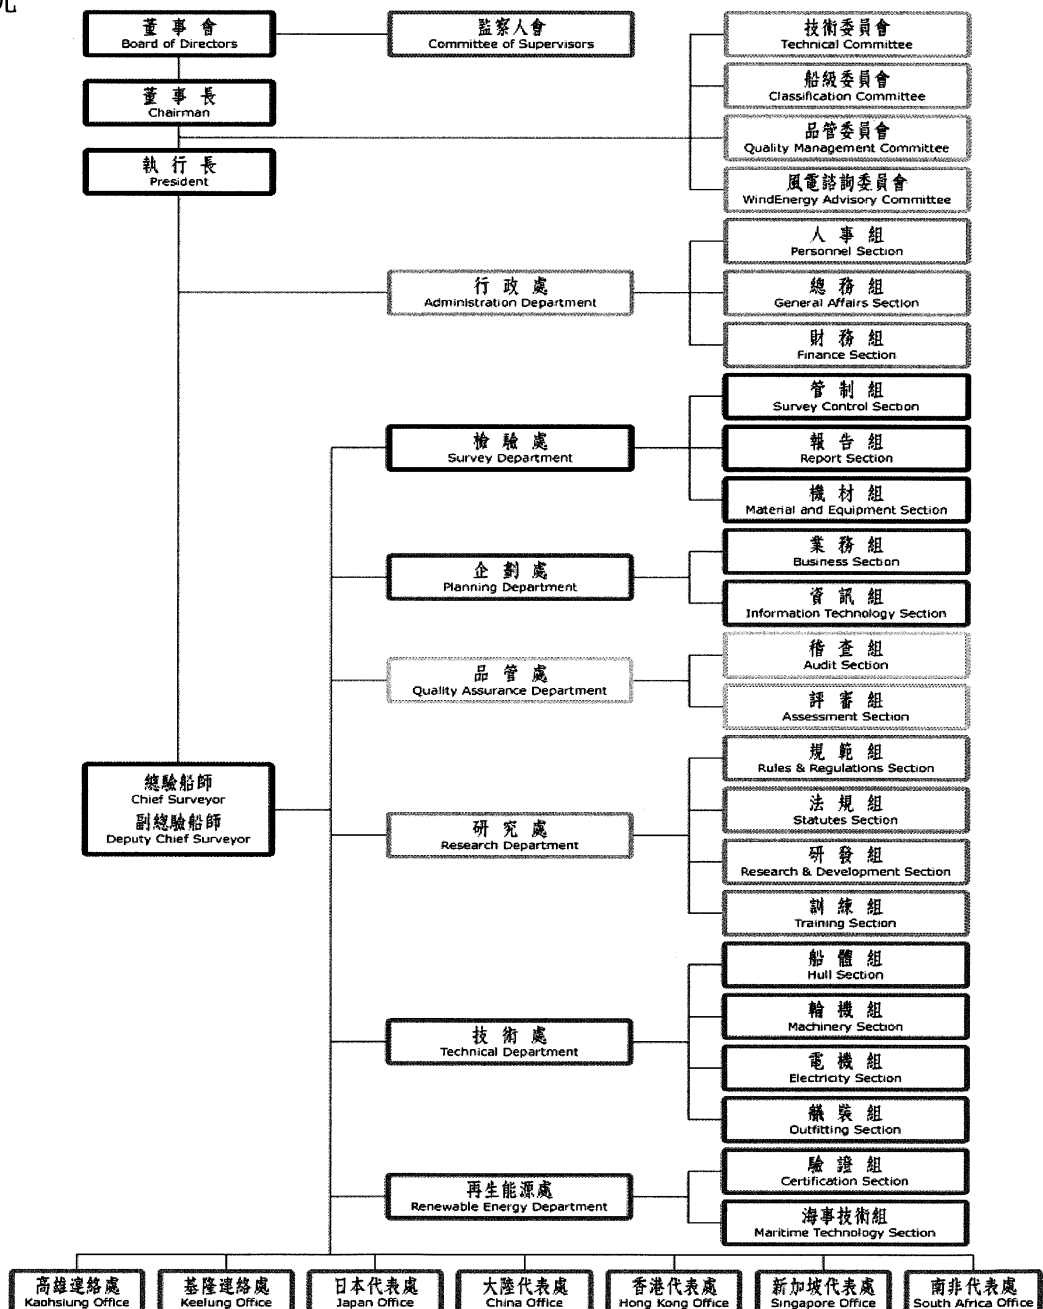 董事會
Board of Directors
監察人會
Committee of Supervisors
技術委員會
Technical Committee
船級委員會
Classification Committee
董事長
Chairman
品管委員會
Quality Management Committee
執行長
President
風電諮詢委員會
WindEnergy Advisory Committee
人事組
Personnel Section
行政處
Administration Department
總務組
General Affairs Section
財務組
Finance Section
管制組
Survey Control Section
檢驗處
Survey Department
報告組
Report Section
機材組
Material and Equipment Section
業務組
Business Section
企劃處
Planning Department
資訊組
Information Technology Section
稽查組
Audit Section
品管處
Quality Assurance Department
評審組
Assessment Section
規範組
Rules & Regulations Section
總驗船師
Chief Surveyor
副總驗船師
Deputy Chief Surveyor
法規組
Statutes Section
研究處
Research Department
研發組
Research & Development Section
訓練組
Training Section
船體組
Hull Section
輪機組
Machinery Section
技術處
Technical Department
電機組
Electricity Section
艤裝組
Outfitting Section
驗證組
Certification Section
再生能源處
Renewable Energy Department
海事技術組
Maritime Technology Section
高雄連絡處
Kaohsiung Office
基隆連絡處
Keelung Office
日本代表處
Japan Office
大陸代表處
China Office
香港代表處
Hong Kong Office
新加坡代表處
Singapore Office
南非代表處
South Africa Office